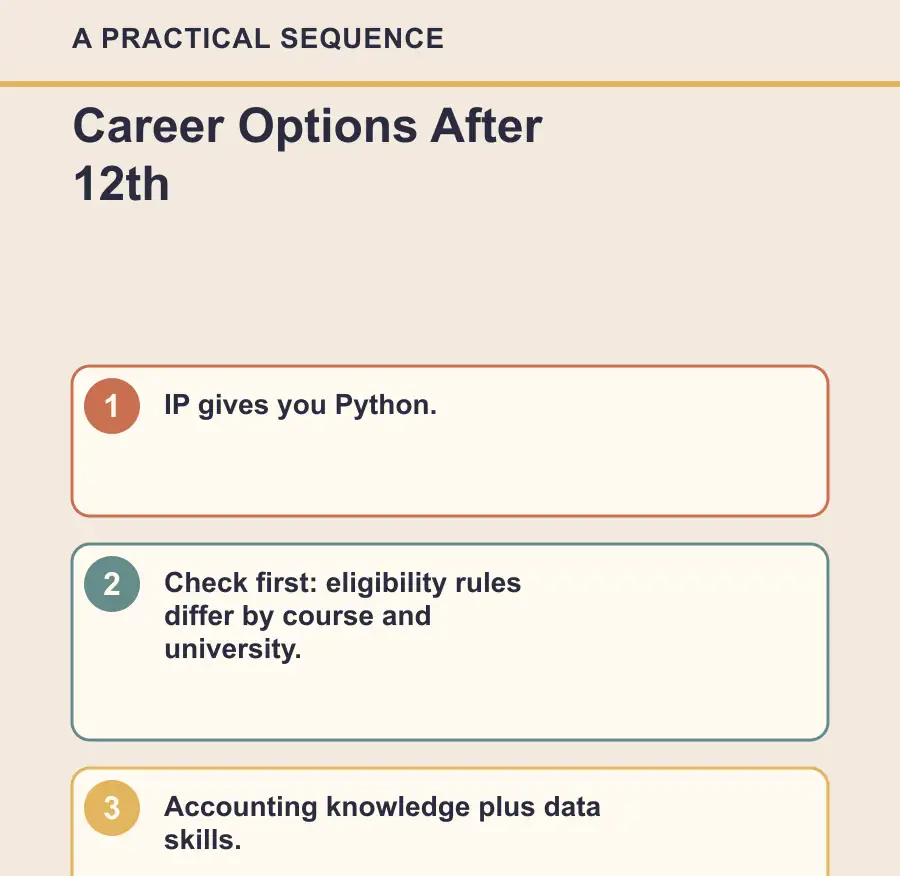 A PRACTICAL SEQUENCE
Career Options After
12th
1
IP gives you Python.
2
Check first: eligibility rules
differ by course and
university.
3
Accounting knowledge plus data
skills.